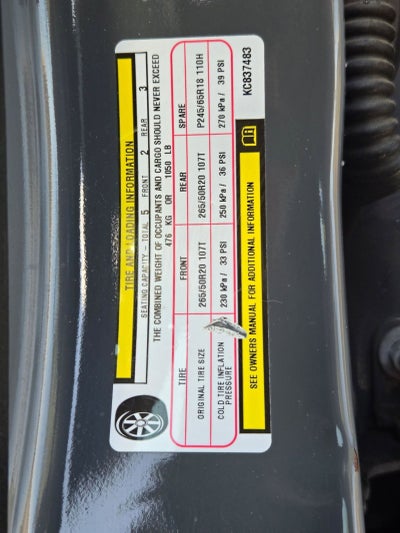 TIRE AND LOADING INFORMATION
SEATING CAPACITY - TOTAL 5 FRONT 2 REAR 3
THE COMBINED WEIGHT OF OCCUPANTS AND CARGO SHOULD NEVER EXCEED
476 KG OR 1050 LB
TIRE FRONT REAR SPARE
ORIGINAL TIRE SIZE 265/50R20 107T 265/50R20 107T P245/65R18 110H
COLD TIRE INFLATION PRESSURE 230 kPa / 33 PSI 250 kPa / 36 PSI 270 kPa / 39 PSI
SEE OWNERS MANUAL FOR ADDITIONAL INFORMATION
KC837483